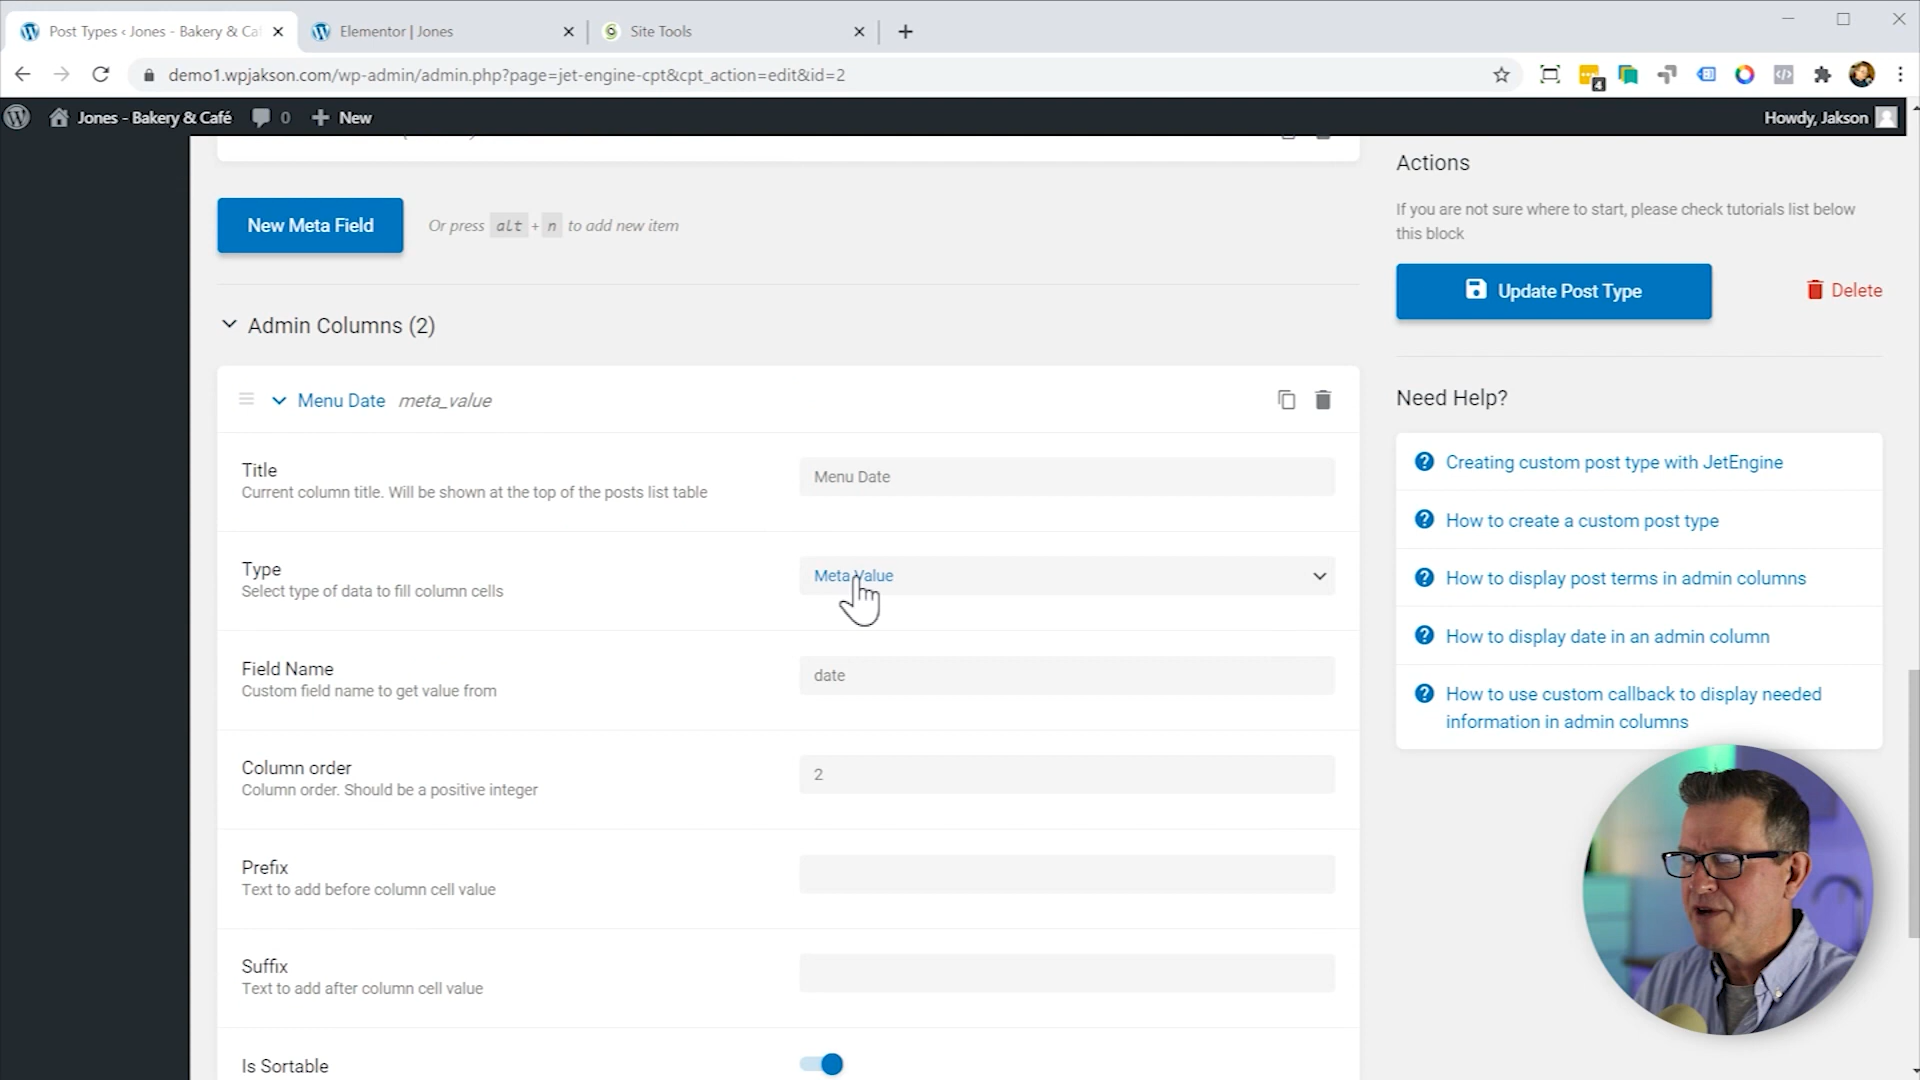 Post Types ‹ Jones - Bakery & Ca
Elementor | Jones
Site Tools
demo1.wpjakson.com/wp-admin/admin.php?page=jet-engine-cpt&cpt_action=edit&id=2
4
Jones - Bakery & Café
0
New
Howdy, Jakson
New Meta Field
Or press alt + n to add new item
Admin Columns (2)
Menu Date meta_value
Title
Current column title. Will be shown at the top of the posts list table
Menu Date
Type
Select type of data to fill column cells
Meta Value
Field Name
Custom field name to get value from
date
Column order
Column order. Should be a positive integer
2
Prefix
Text to add before column cell value
Suffix
Text to add after column cell value
Is Sortable
Actions
If you are not sure where to start, please check tutorials list below
this block
Update Post Type
Delete
Need Help?
Creating custom post type with JetEngine
How to create a custom post type
How to display post terms in admin columns
How to display date in an admin column
How to use custom callback to display needed
information in admin columns